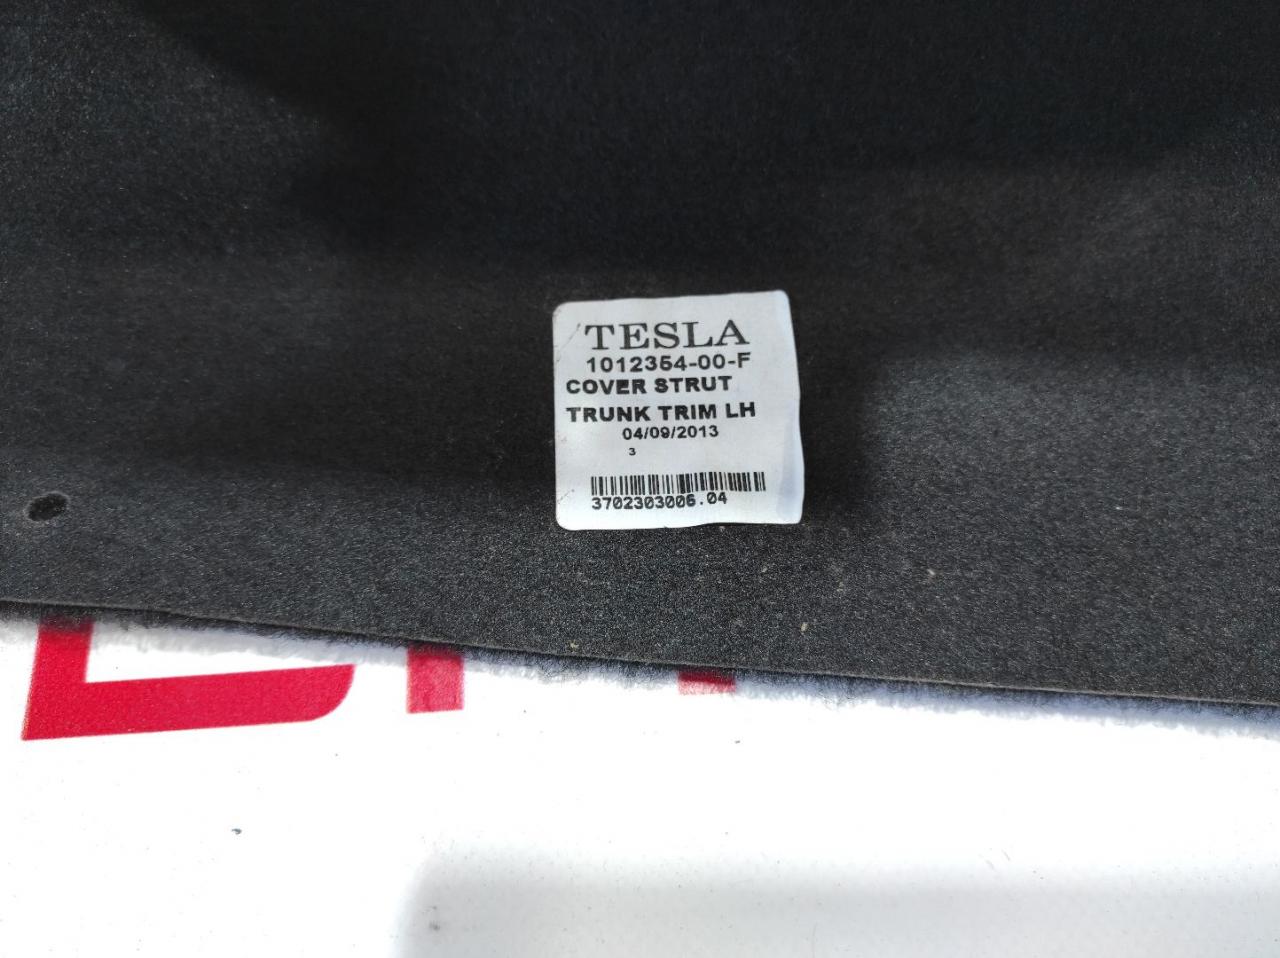 TESLA
1012354-00-F
COVER STRUT
TRUNK TRIM LH
04/09/2013
3
3702303006.04